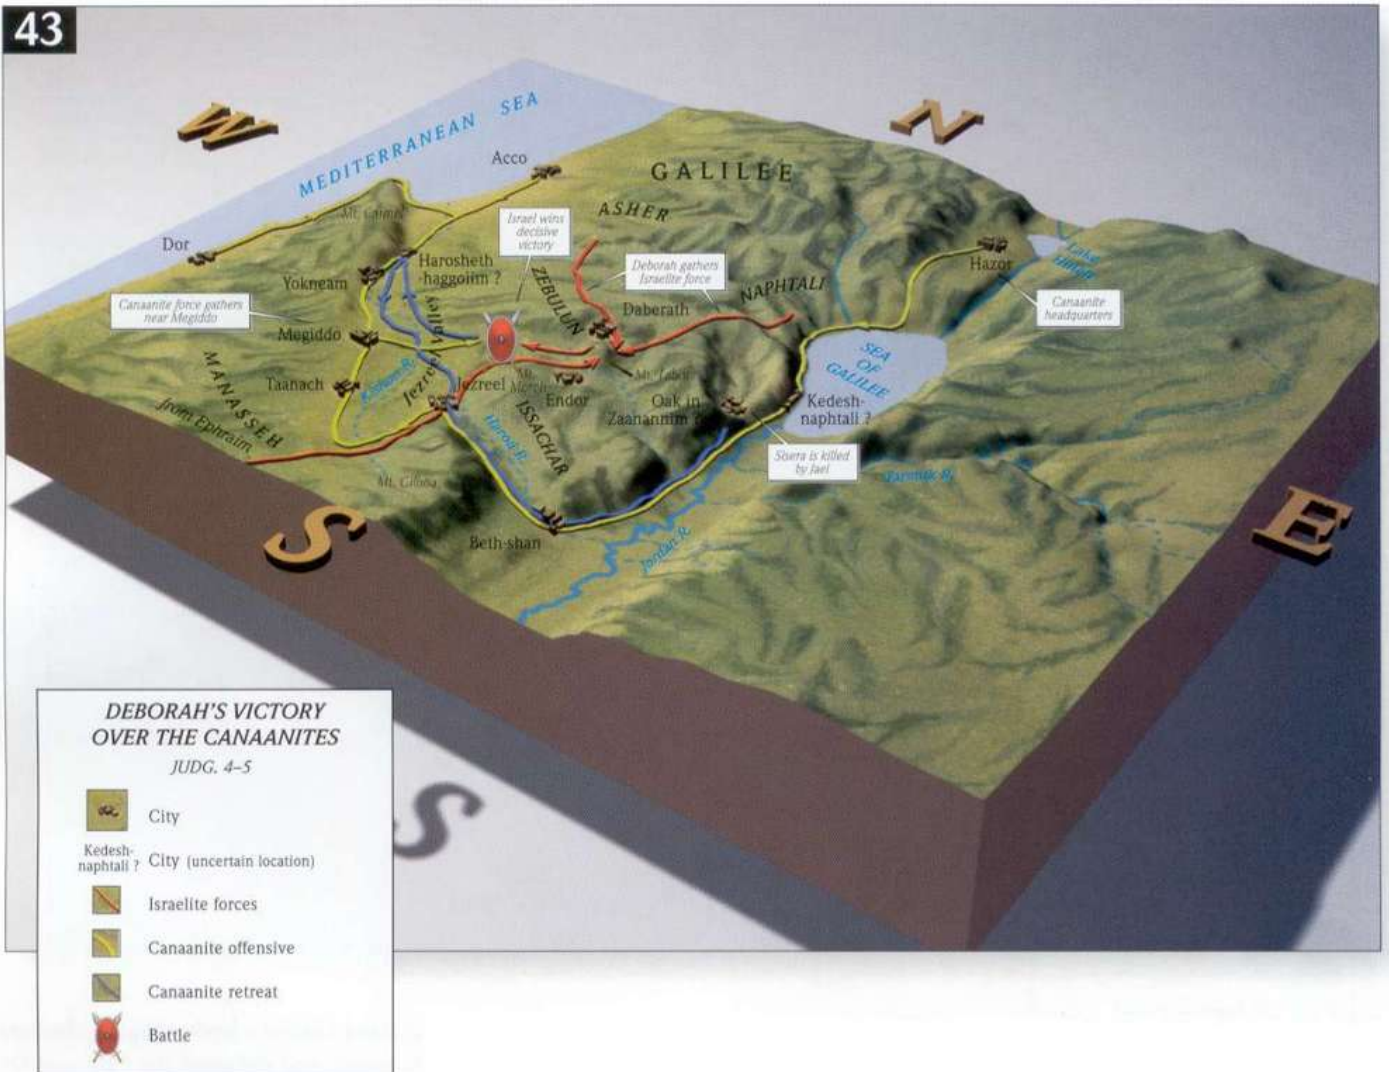 43
W
N
MEDITERRANEAN SEA
Acco
GALILEE
ASHER
Mt. Carmel
Israel wins
decisive
victory
Dor
Harosheth
-haggoiim ?
Yokneam
ZEBULUN
Deborah gathers
Israelite force
Hazor
Lake
Huleh
Canaanite force gathers
near Megiddo
Daberath
NAPHTALI
Canaanite
headquarters
Megiddo
Jezreel Valley
SEA
OF
GALILEE
MANASSEH
Taanach
Kishon R.
Jezreel
Mt.
Moreh
Endor
Mt. Tabor
Oak in
Zaanannim ?
Kedesh-
naphtali ?
from Ephraim
ISSACHAR
Harod R.
Sisera is killed
by Jael
Yarmuk R.
Mt. Gilboa
S
E
Beth-shan
Jordan R.
S
DEBORAH'S VICTORY
OVER THE CANAANITES
JUDG. 4–5
City
Kedesh-
naphtali ?
City (uncertain location)
Israelite forces
Canaanite offensive
Canaanite retreat
Battle